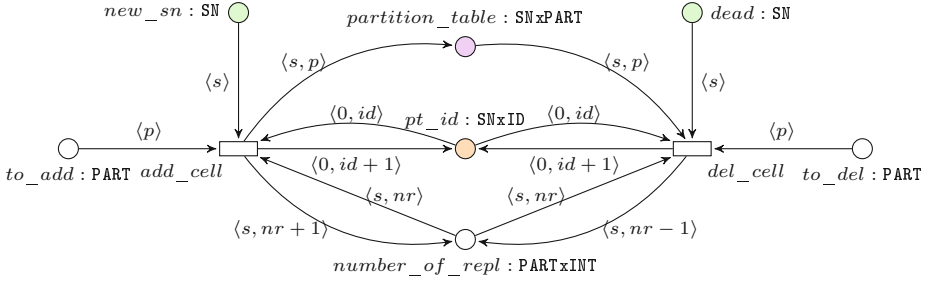 new_sn : SN
partition_table : SNxPART
dead : SN
⟨s, p⟩
⟨s, p⟩
⟨s⟩
⟨s⟩
⟨0, id⟩
pt_id : SNxID
⟨0, id⟩
⟨p⟩
⟨p⟩
to_add : PART
add_cell
⟨0, id + 1⟩
⟨0, id + 1⟩
del_cell
to_del : PART
⟨s, nr⟩
⟨s, nr⟩
⟨s, nr + 1⟩
⟨s, nr − 1⟩
number_of_repl : PARTxINT